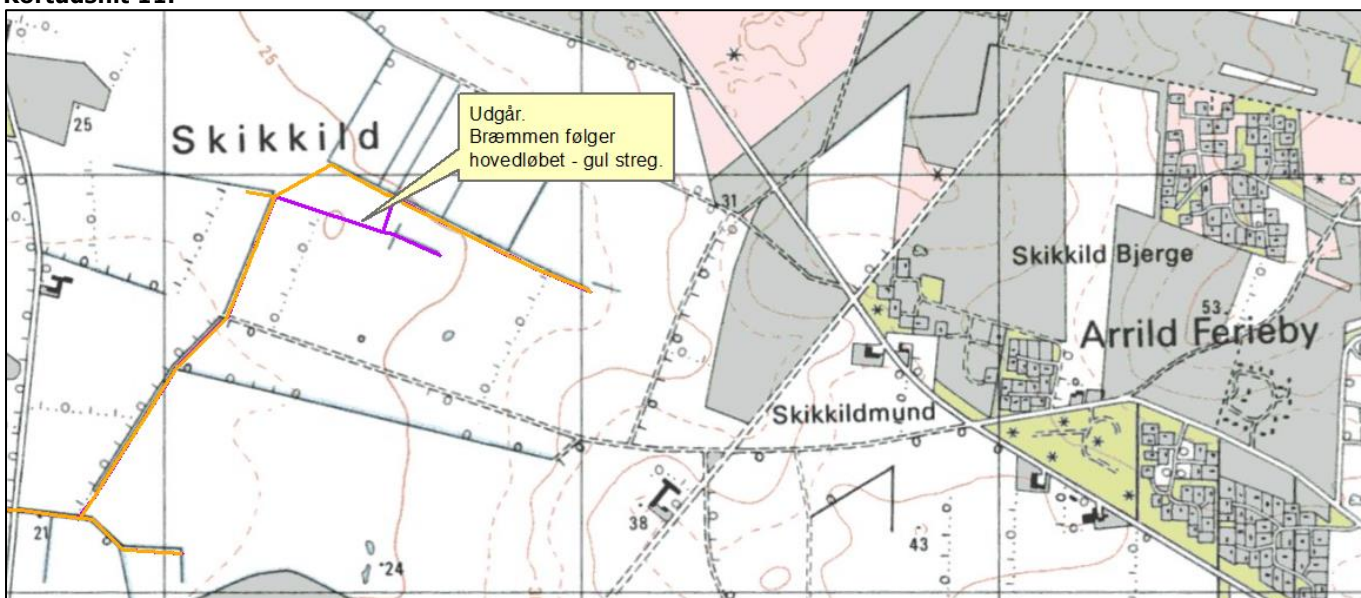 Kortudsnit 11:
25
Udgår.
Bræmmen følger
hovedløbet - gul streg.
25
Skikkild
31
Skikkild Bjerge
53
Arrild Ferieby
Skikkildmund
38
43
21
24